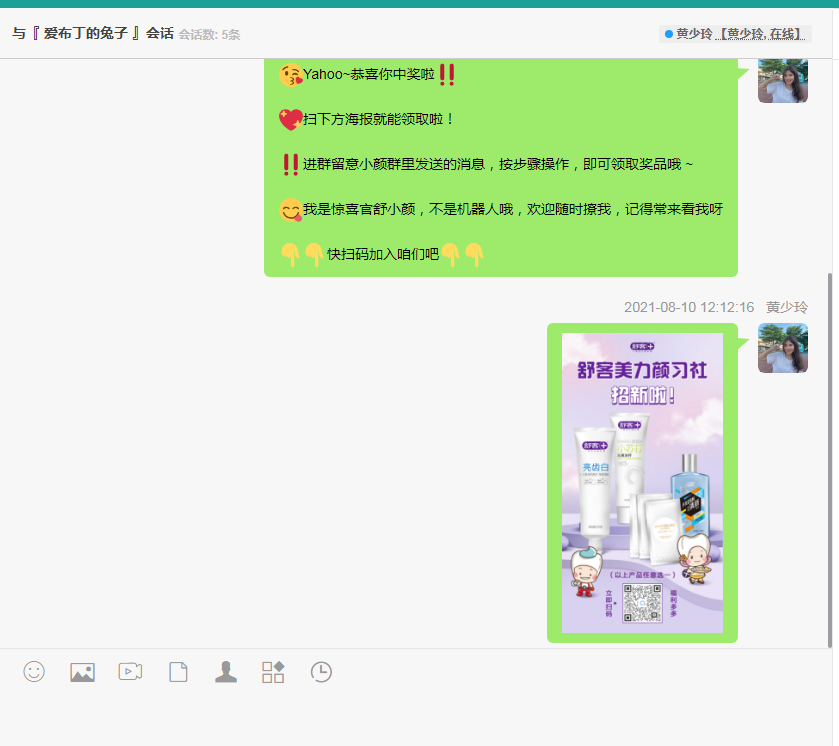 与『 爱布丁的兔子 』会话 会话数: 5条
黄少玲 【黄少玲, 在线】
Yahoo~恭喜你中奖啦‼️
扫下方海报就能领取啦！
‼️进群留意小颜群里发送的消息，按步骤操作，即可领取奖品哦～
我是惊喜官舒小颜，不是机器人哦，欢迎随时撩我，记得常来看我呀
👇👇快扫码加入咱们吧👇👇
2021-08-10 12:12:16 黄少玲
舒客
舒客美力颜习社
招新啦!
舒客
舒客
亮齿白
小苏打
(以上产品任意选一)
立即扫码
福利多多